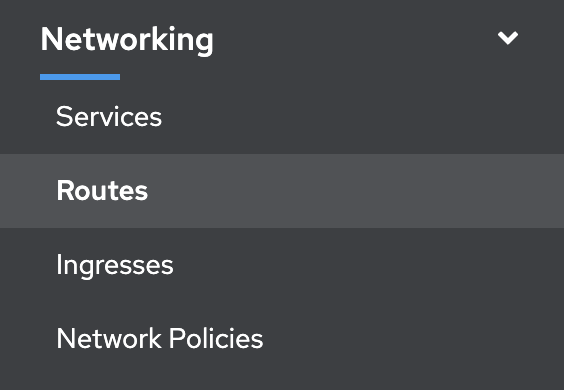 Networking
Services
Routes
Ingresses
Network Policies